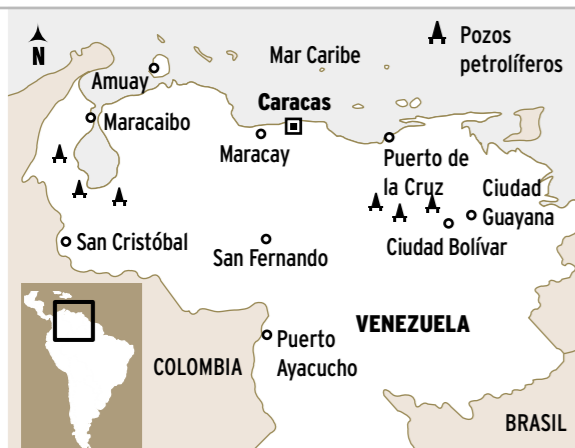 N
Pozos
petrolíferos
Mar Caribe
Amuay
Caracas
Maracaibo
Maracay
Puerto de
la Cruz
Ciudad
Guayana
San Cristóbal
San Fernando
Ciudad Bolívar
VENEZUELA
Puerto
Ayacucho
COLOMBIA
BRASIL